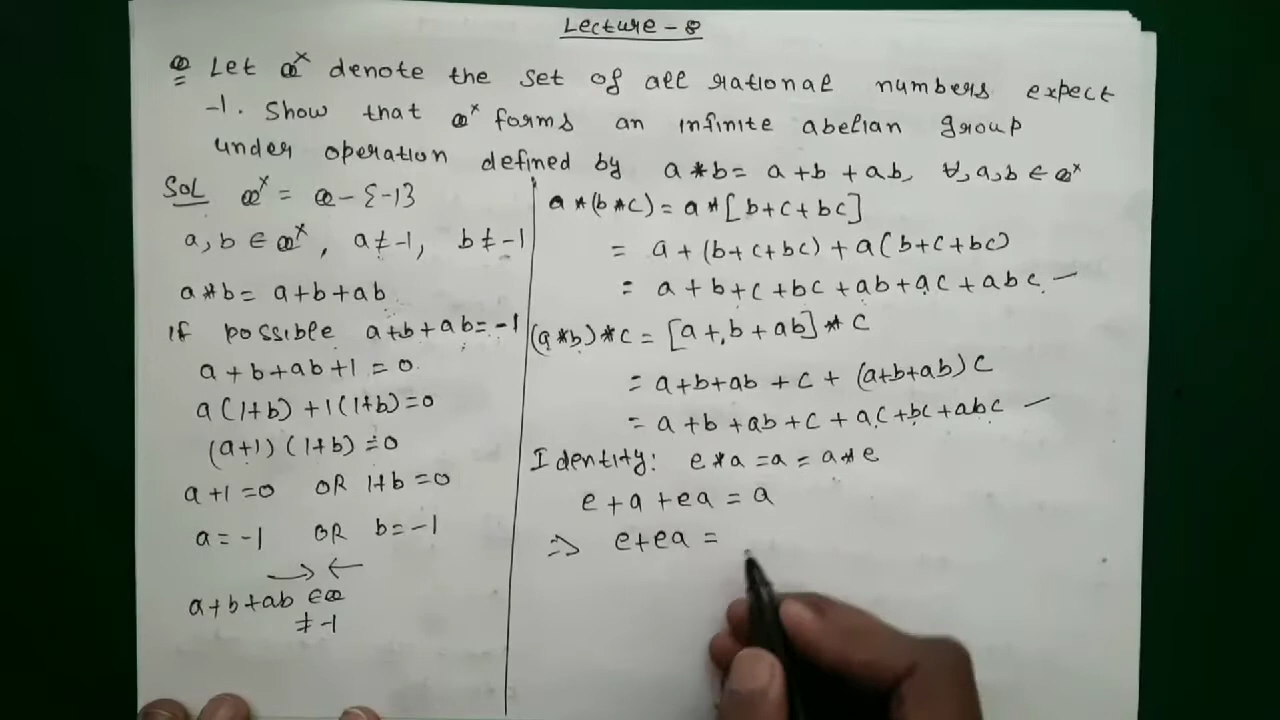 Lecture - 8
Q Let Q^x denote the set of all rational numbers expect
-1. Show that Q^x forms an infinite abelian group
under operation defined by a * b = a + b + ab, ∀, a, b ∈ Q^x
Sol Q^x = Q - {-1}
a, b ∈ Q^x, a ≠ -1, b ≠ -1
a * b = a + b + ab
If possible a + b + ab = -1
a + b + ab + 1 = 0
a(1+b) + 1(1+b) = 0
(a+1)(1+b) = 0
a + 1 = 0 OR 1 + b = 0
a = -1 OR b = -1
→ ←
a + b + ab ∈ Q
≠ -1
a * (b * c) = a * [b + c + bc]
= a + (b + c + bc) + a(b + c + bc)
= a + b + c + bc + ab + ac + abc —
(a * b) * c = [a + b + ab] * c
= a + b + ab + c + (a + b + ab) c
= a + b + ab + c + ac + bc + abc —
Identity: e * a = a = a * e
e + a + ea = a
⇒ e + ea =